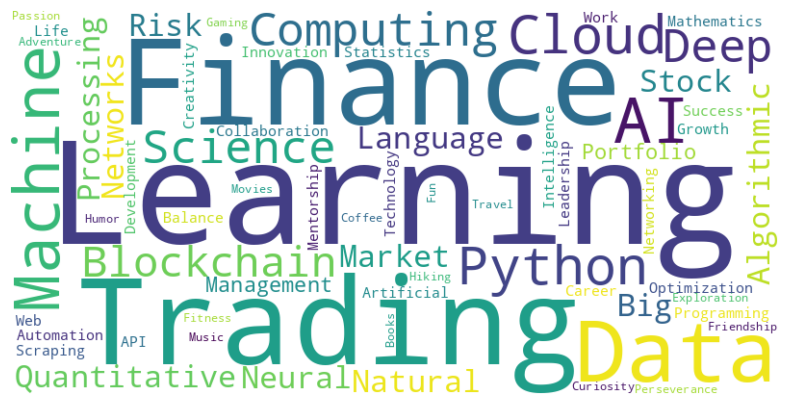 Passion
Gaming
Work
Life
Risk
Computing
Cloud
Mathematics
Adventure
Innovation
Statistics
Deep
Finance
Machine
Processing
Networks
Creativity
Stock
AI
Success
Collaboration
Language
Intelligence
Growth
Science
Portfolio
Algorithmic
Learning
Development
Mentorship
Technology
Leadership
Movies
Fun
Travel
Humor
Balance
Coffee
Networking
Blockchain
Market
Python
Hiking
Management
Artificial
Career
Optimization
Trading
Big
Exploration
Web
Fitness
Programming
Automation
API
Music
Books
Friendship
Scraping
Data
Quantitative
Neural
Natural
Curiosity
Perseverance